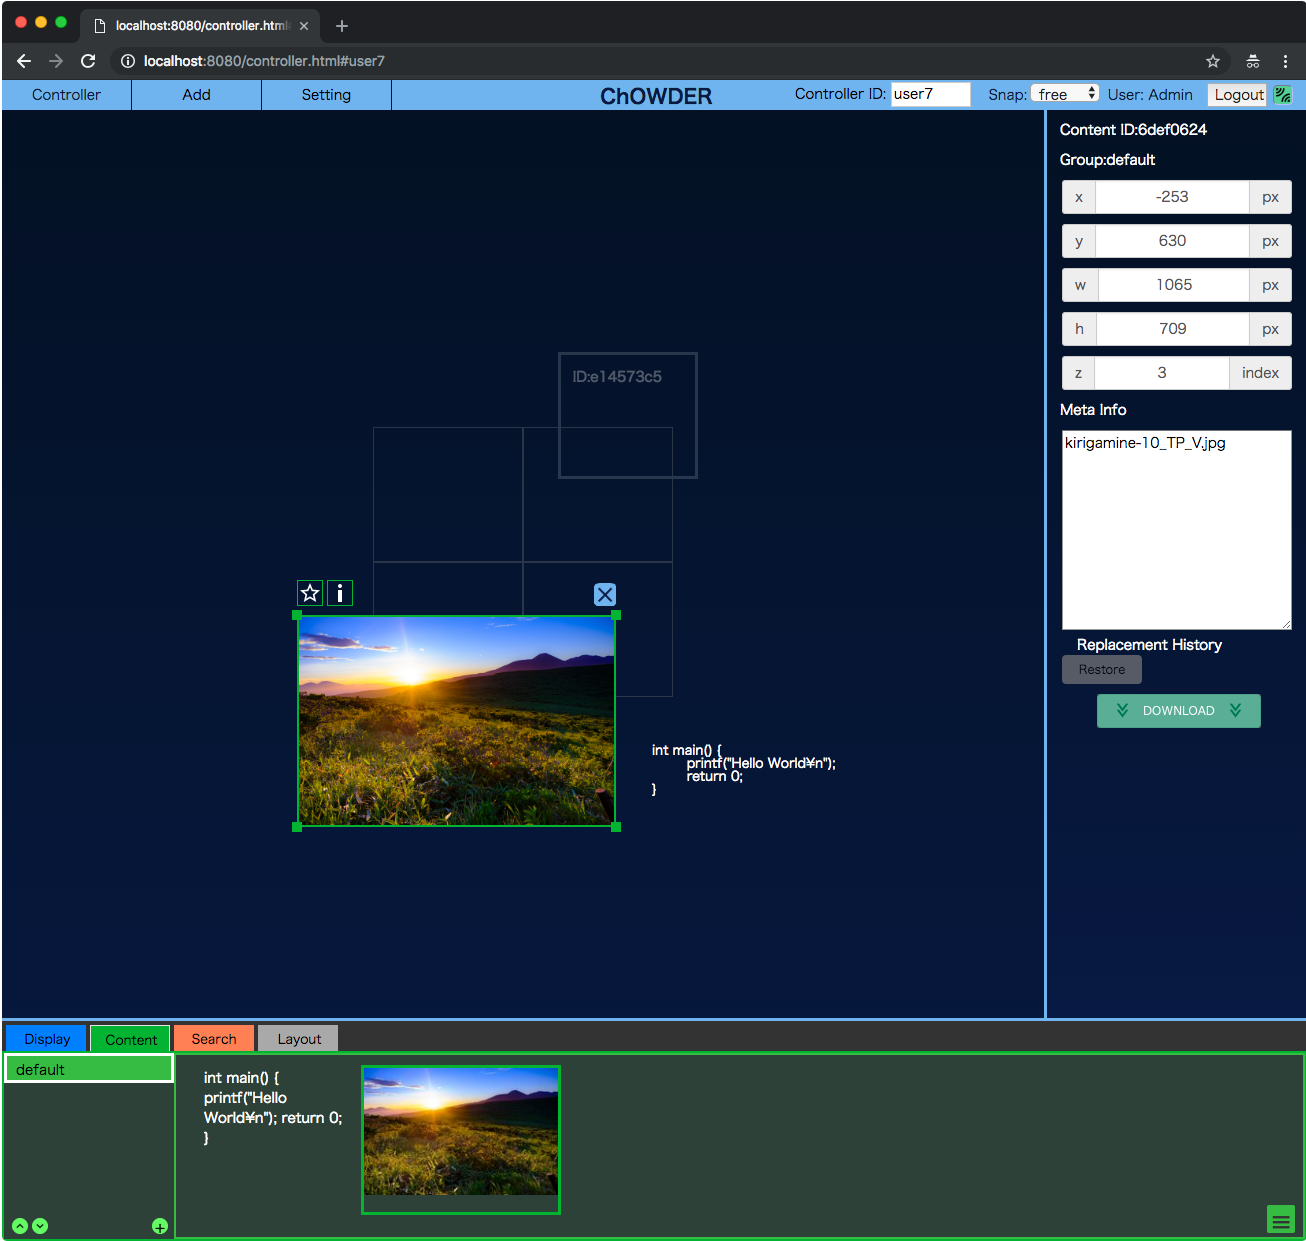 localhost:8080/controller.html
localhost:8080/controller.html#user7
Controller Add Setting ChOWDER Controller ID: user7 Snap: free User: Admin Logout
Content ID:6def0624
Group:default
x -253 px
y 630 px
w 1065 px
h 709 px
z 3 index
Meta Info
kirigamine-10_TP_V.jpg
Replacement History
Restore
DOWNLOAD
ID:e14573c5
i
int main() {
printf("Hello World¥n");
return 0;
}
Display Content Search Layout
default
int main() {
printf("Hello
World¥n"); return 0;
}